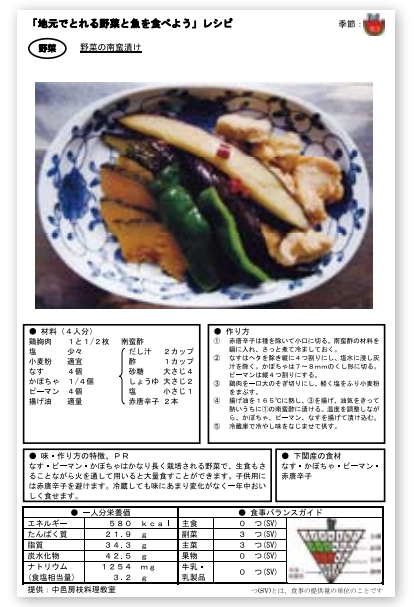 「地元でとれる野菜と魚を食べよう」レシピ
季節：
野菜
野菜の南蛮漬け
● 材料（４人分）
鶏胸肉 １と１/２枚
塩 少々
小麦粉 適宜
なす ４個
かぼちゃ １/４個
ピーマン ４個
揚げ油 適量
南蛮酢
だし汁 ２カップ
酢 １カップ
砂糖 大さじ４
しょうゆ 大さじ２
塩 小さじ１
赤唐辛子 ２本
● 作り方
① 赤唐辛子は種を除いて小口に切る。南蛮酢の材料を
鍋に入れ、さっと煮て冷ましておく。
② なすはヘタを除き縦に４つ割りにし、塩水に浸し灰
汁を除く、かぼちゃは７～８ｍｍのくし形に切る。
ピーマンは縦４つ割りにする。
③ 鶏肉を一口大のそぎ切りにし、軽く塩をふり小麦粉
をまぶす。
④ 揚げ油を１６５℃に熱し、③を揚げ、油気をきって
熱いうちに①の南蛮酢に漬ける。温度を調整しなが
ら、かぼちゃ、ピーマン、なすを揚げて漬け込む。
⑤ 冷蔵庫で冷やし味をなじませて供す。
● 味・作り方の特徴、ＰＲ
なす・ピーマン・かぼちゃはかなり長く栽培される野菜で、生食もさ
ることながら火を通して用いると大量食すことができます。子供用に
は赤唐辛子を避けます。冷蔵しても味にあまり変化がなく一年中おい
しく食せます。
● 下関産の食材
なす・かぼちゃ・ピーマン・
赤唐辛子
● 一人分栄養価
エネルギー ５８０ ｋｃａｌ
たんぱく質 ２１.９ ｇ
脂質 ３４.３ ｇ
炭水化物 ４２.５ ｇ
ナトリウム １２５４ ｍｇ
(食塩相当量) ３.２ ｇ
● 食事バランスガイド
主食 ０ つ(SV)
副菜 ３ つ(SV)
主菜 ３ つ(SV)
果物 ０ つ(SV)
牛乳・
乳製品 ０ つ(SV)
提供：中邑房枝料理教室
つ(SV)とは、食事の提供量の単位のことです